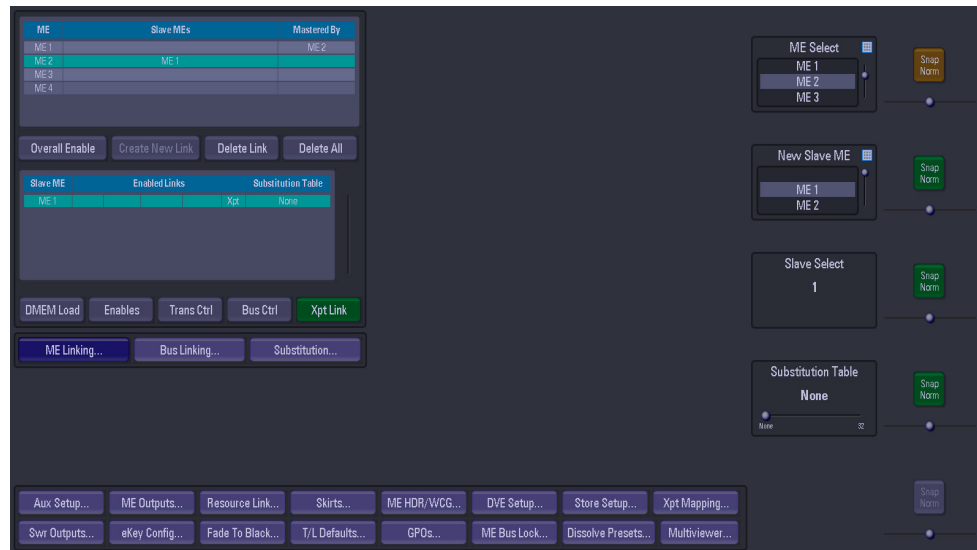 ME Slave MEs Mastered By
ME 1 ME 2
ME 2 ME 1
ME 3
ME 4
Overall Enable Create New Link Delete Link Delete All
Slave ME Enabled Links Substitution Table
ME 1 Xpt None
DMEM Load Enables Trans Ctrl Bus Ctrl Xpt Link
ME Linking... Bus Linking... Substitution...
ME Select
ME 1
ME 2
ME 3
Snap
Norm
New Slave ME
ME 1
ME 2
Snap
Norm
Slave Select
1
Snap
Norm
Substitution Table
None
None 32
Snap
Norm
Snap
Norm
Aux Setup... ME Outputs... Resource Link... Skirts... ME HDR/WCG... DVE Setup... Store Setup... Xpt Mapping...
Swr Outputs... eKey Config... Fade To Black... T/L Defaults... GPOs... ME Bus Lock... Dissolve Presets... Multiviewer...